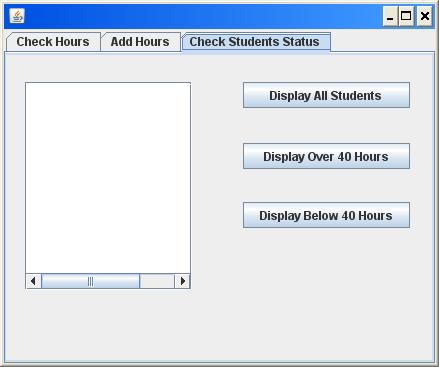 Check Hours
Add Hours
Check Students Status
Display All Students
Display Over 40 Hours
Display Below 40 Hours